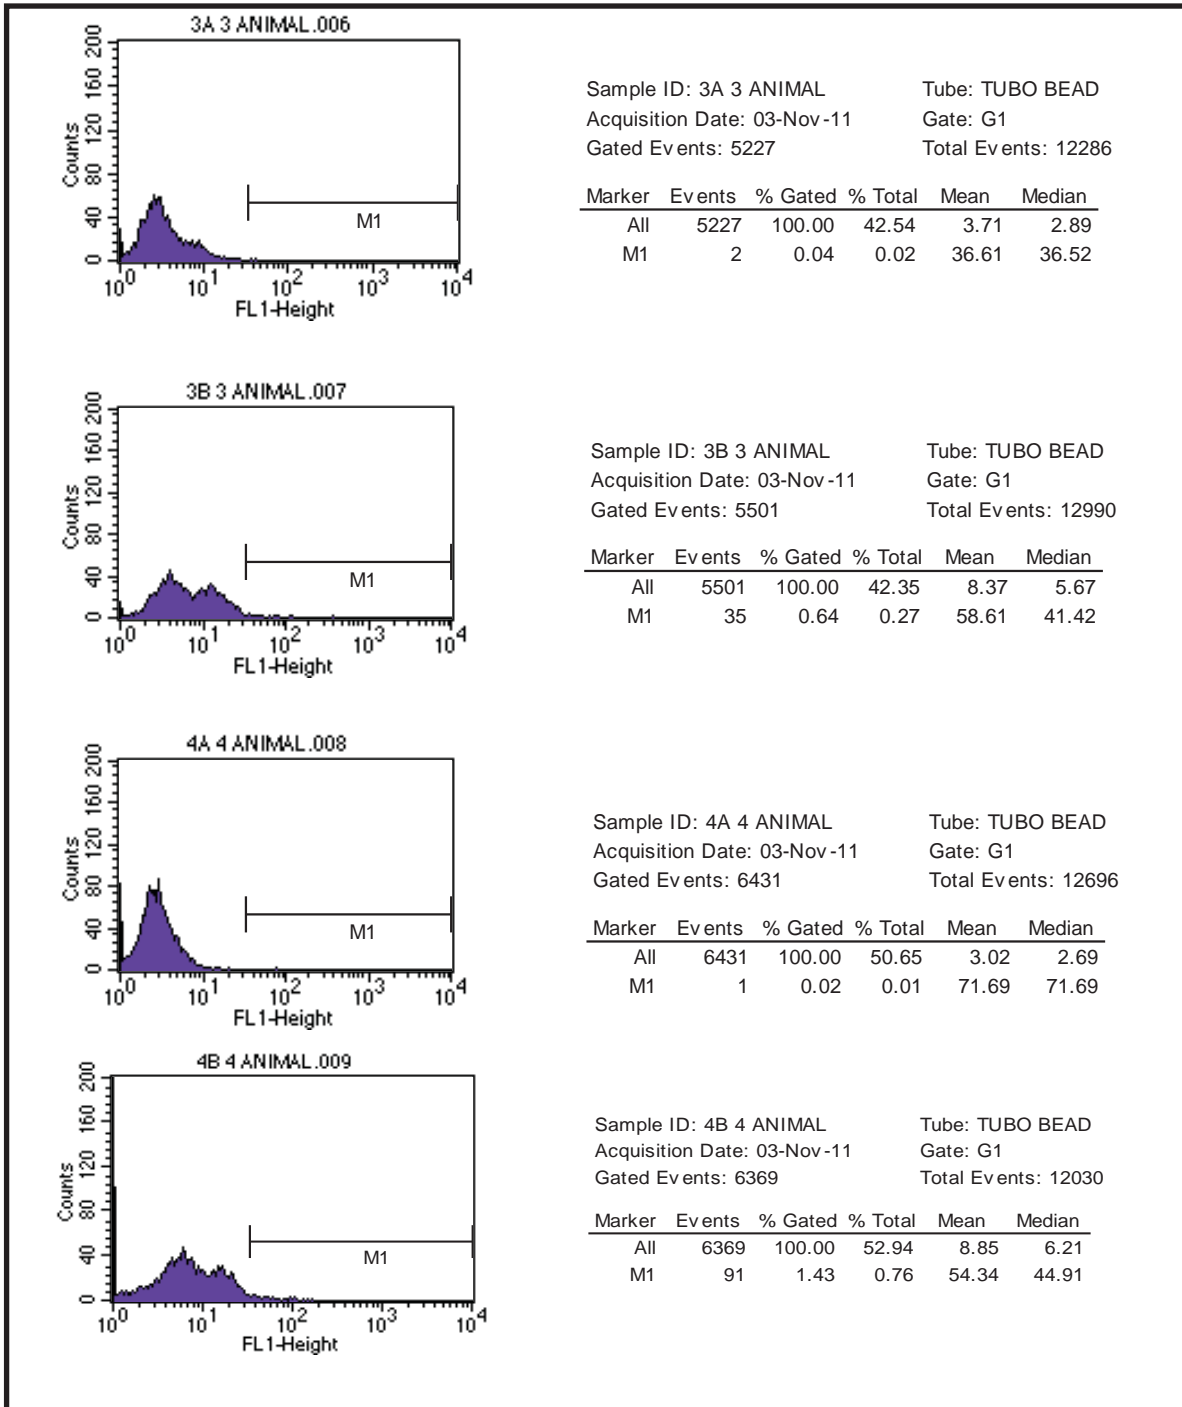 3A 3 ANIMAL.006
200
160
120
80
40
0
Counts
M1
10^0 10^1 10^2 10^3 10^4
FL1-Height
Sample ID: 3A 3 ANIMAL Tube: TUBO BEAD
Acquisition Date: 03-Nov-11 Gate: G1
Gated Events: 5227 Total Events: 12286
Marker Events % Gated % Total Mean Median
All 5227 100.00 42.54 3.71 2.89
M1 2 0.04 0.02 36.61 36.52
3B 3 ANIMAL.007
200
160
120
80
40
0
Counts
M1
10^0 10^1 10^2 10^3 10^4
FL1-Height
Sample ID: 3B 3 ANIMAL Tube: TUBO BEAD
Acquisition Date: 03-Nov-11 Gate: G1
Gated Events: 5501 Total Events: 12990
Marker Events % Gated % Total Mean Median
All 5501 100.00 42.35 8.37 5.67
M1 35 0.64 0.27 58.61 41.42
4A 4 ANIMAL.008
200
160
120
80
40
0
Counts
M1
10^0 10^1 10^2 10^3 10^4
FL1-Height
Sample ID: 4A 4 ANIMAL Tube: TUBO BEAD
Acquisition Date: 03-Nov-11 Gate: G1
Gated Events: 6431 Total Events: 12696
Marker Events % Gated % Total Mean Median
All 6431 100.00 50.65 3.02 2.69
M1 1 0.02 0.01 71.69 71.69
4B 4 ANIMAL.009
200
160
120
80
40
0
Counts
M1
10^0 10^1 10^2 10^3 10^4
FL1-Height
Sample ID: 4B 4 ANIMAL Tube: TUBO BEAD
Acquisition Date: 03-Nov-11 Gate: G1
Gated Events: 6369 Total Events: 12030
Marker Events % Gated % Total Mean Median
All 6369 100.00 52.94 8.85 6.21
M1 91 1.43 0.76 54.34 44.91